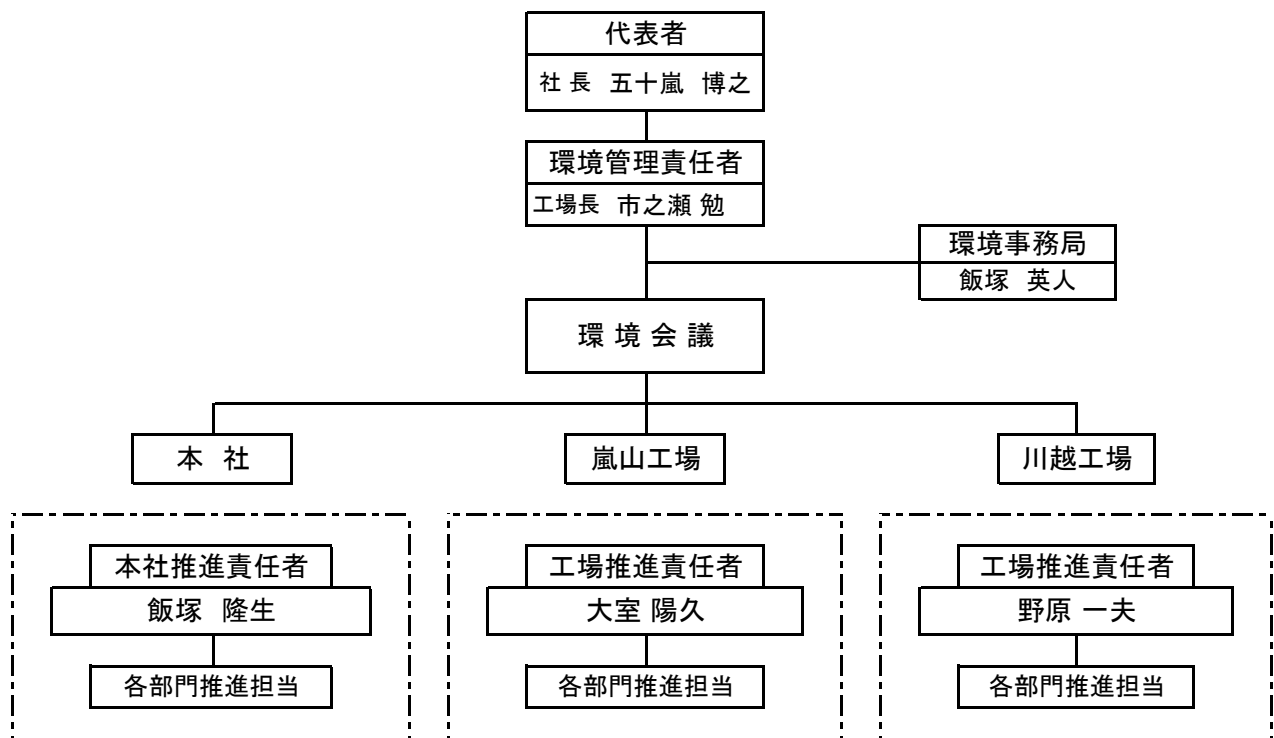 代表者
社 長 五十嵐 博之
環境管理責任者
工場長 市之瀬 勉
環境事務局
飯塚 英人
環 境 会 議
本 社
嵐山工場
川越工場
本社推進責任者
飯塚 隆生
各部門推進担当
工場推進責任者
大室 陽久
各部門推進担当
工場推進責任者
野原 一夫
各部門推進担当